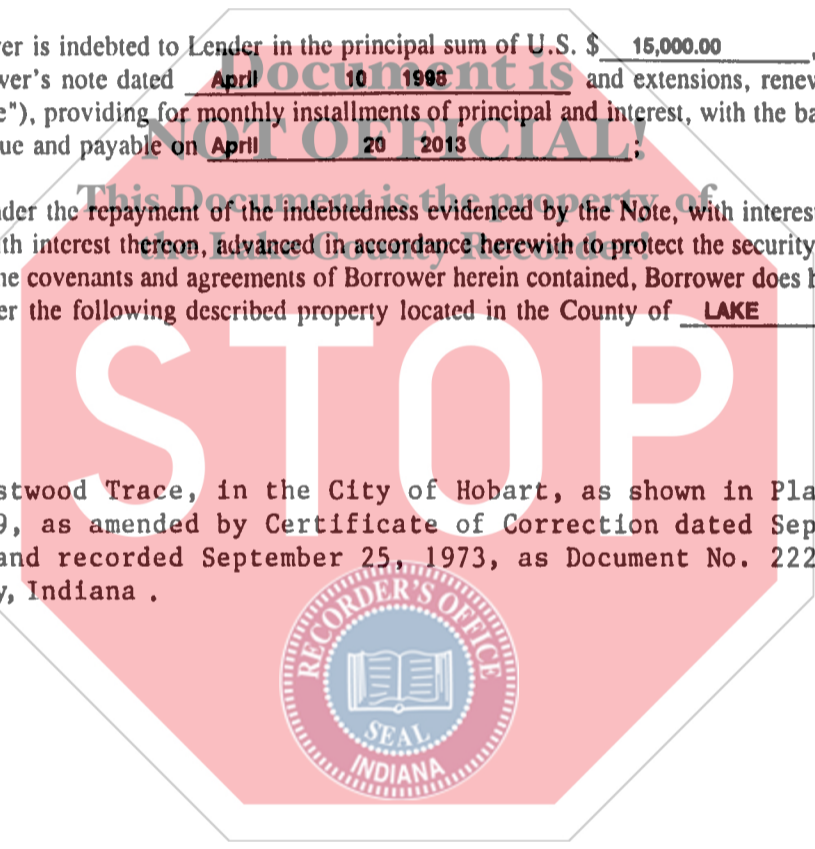 er is indebted to Lender in the principal sum of U.S. $ 15,000.00 ,
wer's note dated April 10 1998 and extensions, renew
e"), providing for monthly installments of principal and interest, with the ba
ue and payable on April 20 2013 ;
Document is
NOT OFFICIAL!
This Document is the property of
the Lake County Recorder!
der the repayment of the indebtedness evidenced by the Note, with interest
th interest thereon, advanced in accordance herewith to protect the security
ne covenants and agreements of Borrower herein contained, Borrower does h
er the following described property located in the County of LAKE
STOP
stwood Trace, in the City of Hobart, as shown in Pla
9, as amended by Certificate of Correction dated Sep
and recorded September 25, 1973, as Document No. 222
y, Indiana .
RECORDER'S OFFICE
SEAL
INDIANA